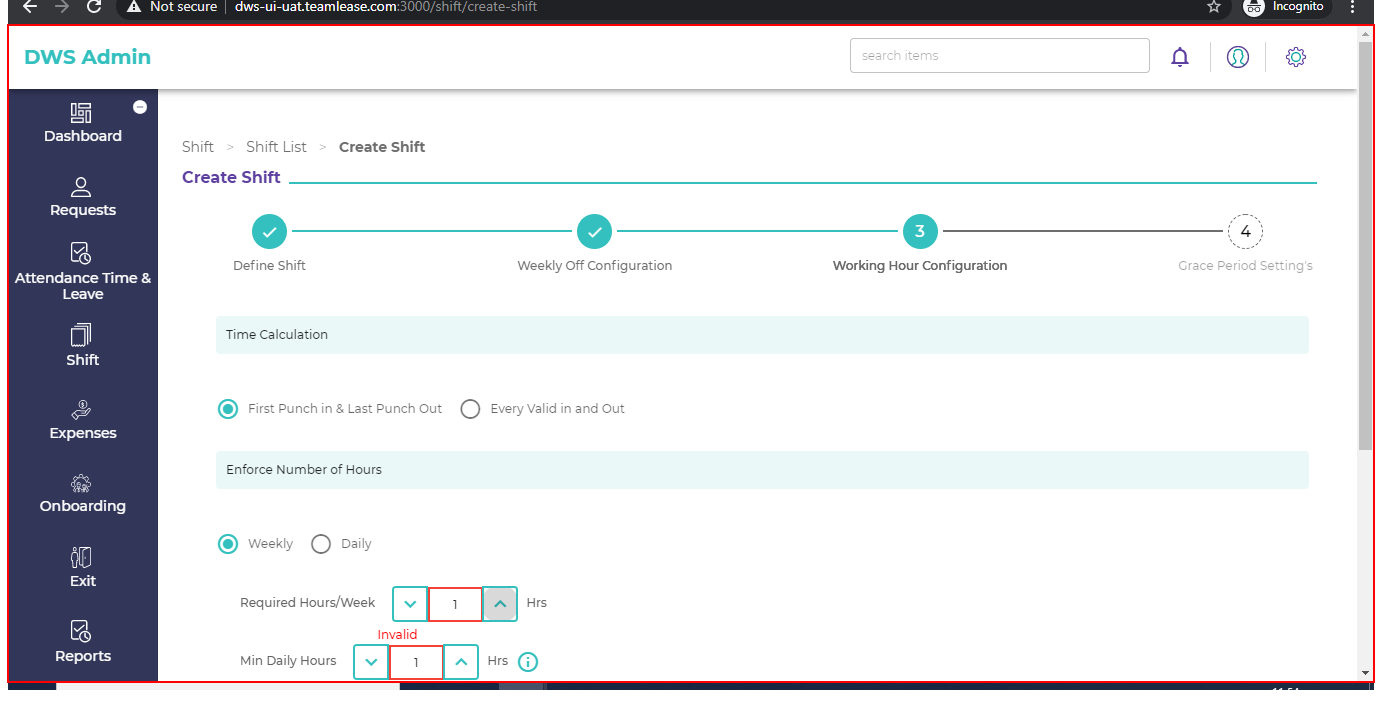 Not secure | dws-ui-uat.teamlease.com:3000/shift/create-shift
Incognito
DWS Admin
search items
Dashboard
Requests
Attendance Time &
Leave
Shift
Expenses
Onboarding
Exit
Reports
Shift > Shift List > Create Shift
Create Shift
3
4
Define Shift
Weekly Off Configuration
Working Hour Configuration
Grace Period Setting's
Time Calculation
First Punch in & Last Punch Out
Every Valid in and Out
Enforce Number of Hours
Weekly
Daily
Required Hours/Week
1
Hrs
Invalid
Min Daily Hours
1
Hrs